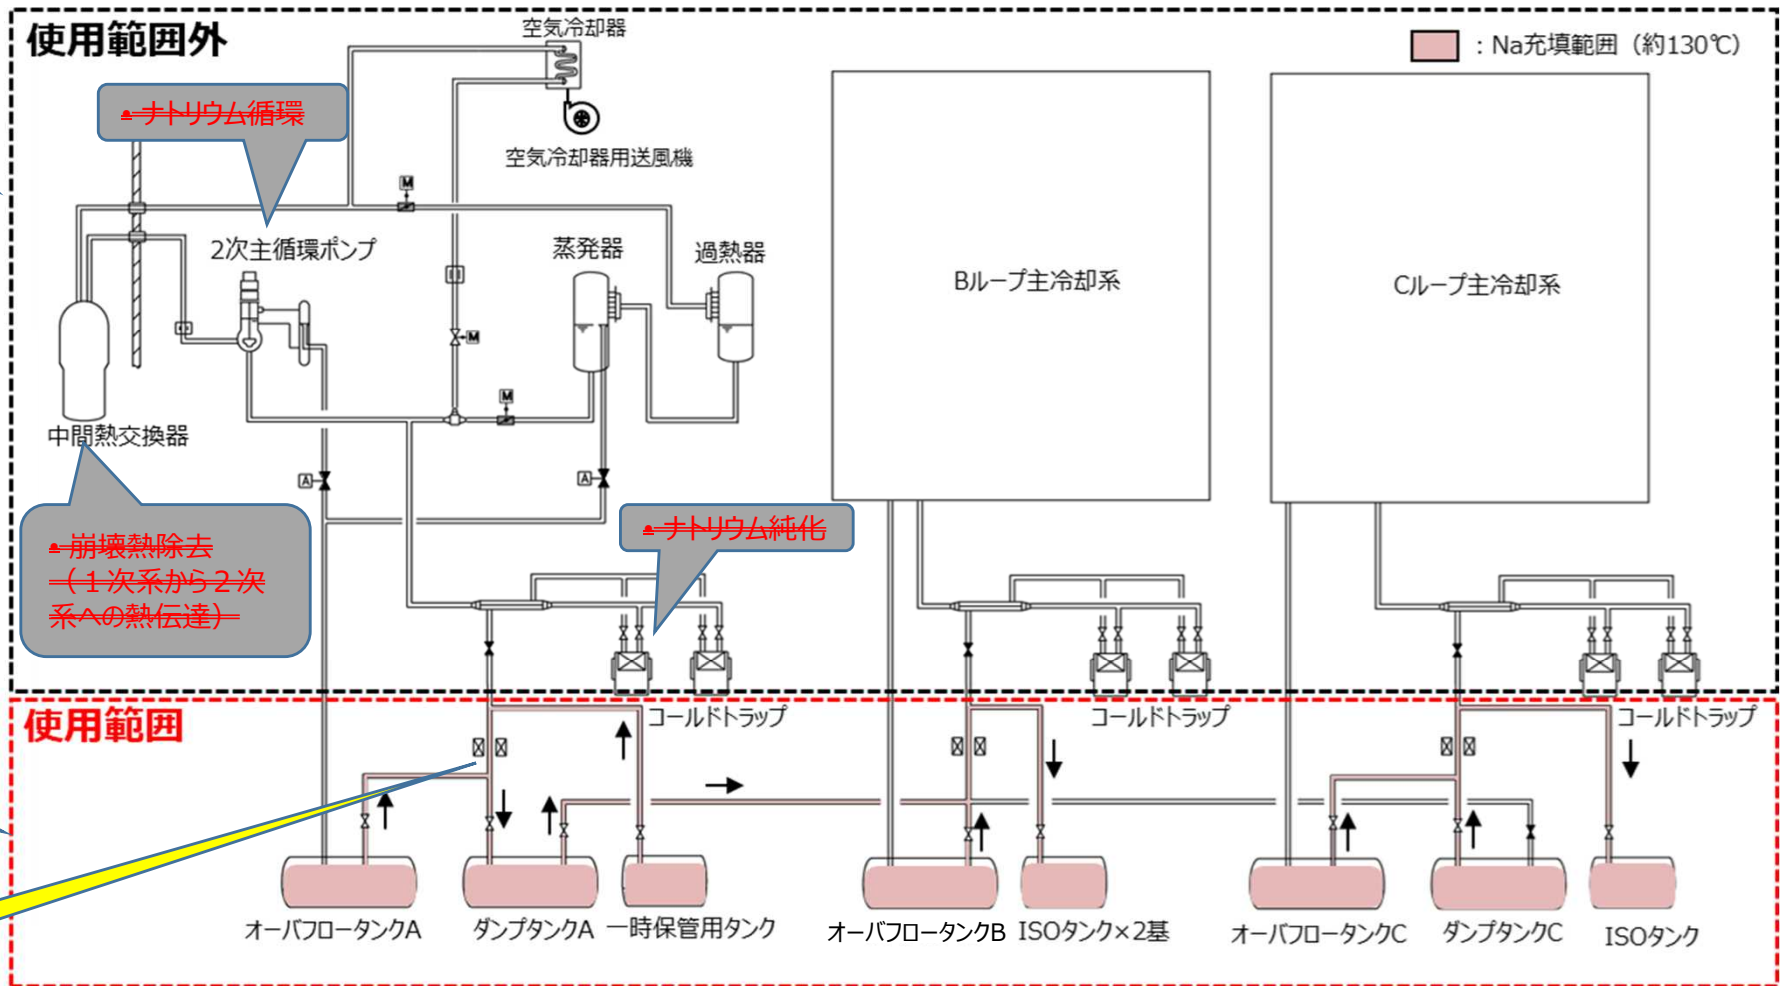 使用範囲外
空気冷却器
：Na充填範囲（約130℃）
• ナトリウム循環
空気冷却器用送風機
M
2次主循環ポンプ
蒸発器
過熱器
Bループ主冷却系
Cループ主冷却系
M
M
中間熱交換器
A
A
• 崩壊熱除去
（１次系から２次
系への熱伝達）
• ナトリウム純化
使用範囲
コールドトラップ
コールドトラップ
コールドトラップ
オーバフロータンクA
ダンプタンクA
一時保管用タンク
オーバフロータンクB
ISOタンク×2基
オーバフロータンクC
ダンプタンクC
ISOタンク